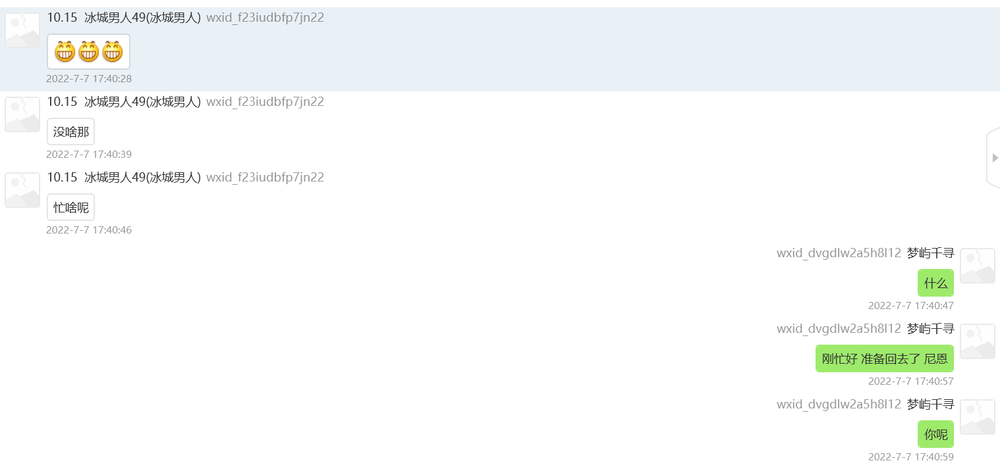 10.15 冰城男人49(冰城男人) wxid_f23iudbfp7jn22
2022-7-7 17:40:28
10.15 冰城男人49(冰城男人) wxid_f23iudbfp7jn22
没啥那
2022-7-7 17:40:39
10.15 冰城男人49(冰城男人) wxid_f23iudbfp7jn22
忙啥呢
2022-7-7 17:40:46
wxid_dvgdlw2a5h8l12 梦屿千寻
什么
2022-7-7 17:40:47
wxid_dvgdlw2a5h8l12 梦屿千寻
刚忙好 准备回去了 尼恩
2022-7-7 17:40:57
wxid_dvgdlw2a5h8l12 梦屿千寻
你呢
2022-7-7 17:40:59